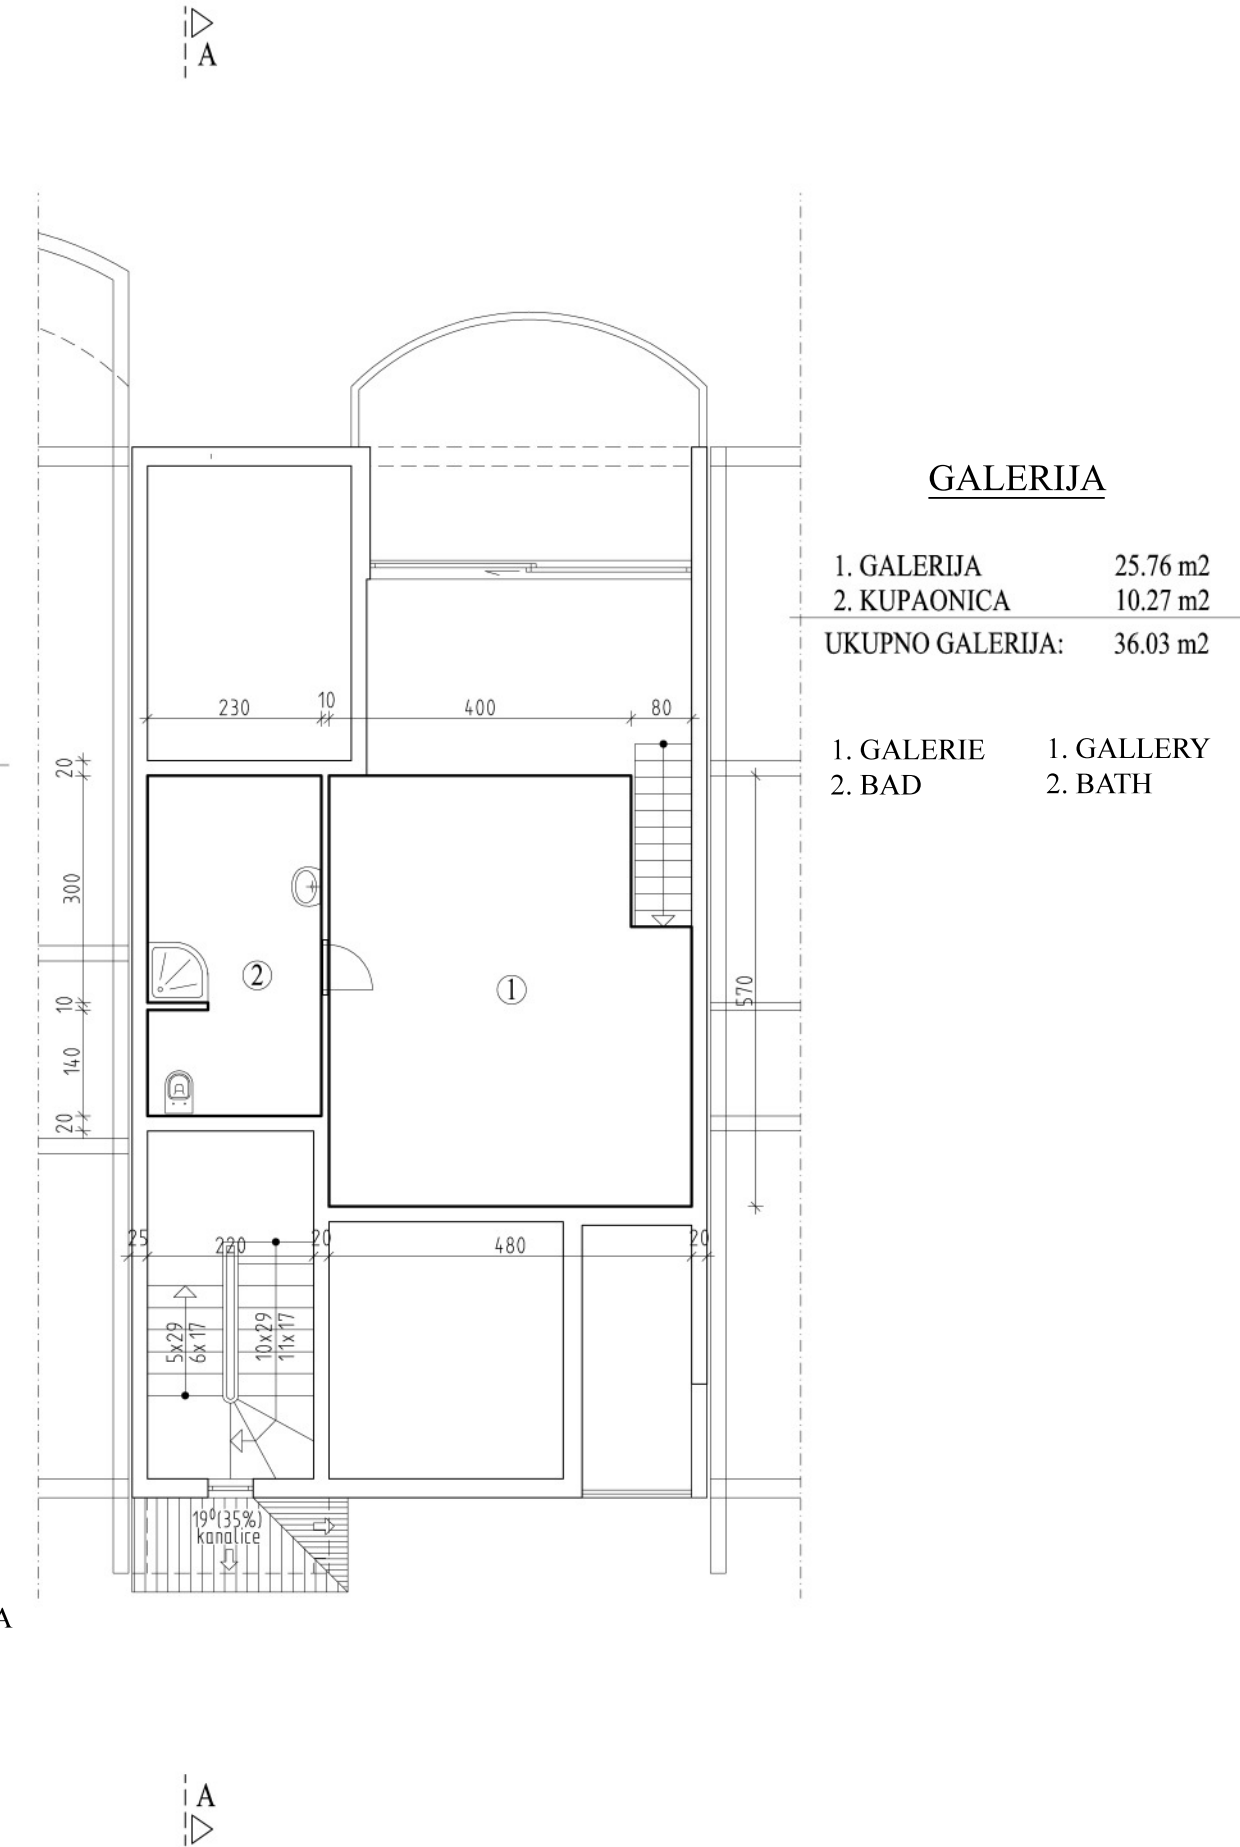 A
GALERIJA
1. GALERIJA 25.76 m2
2. KUPAONICA 10.27 m2
UKUPNO GALERIJA: 36.03 m2
1. GALERIE 1. GALLERY
2. BAD 2. BATH
230 10 400 80
20
300
10
140
20
570
2
1
25 220 20 480 20
5x29
6x17
10x29
11x17
19⁰(35%)
kanalice
A
A